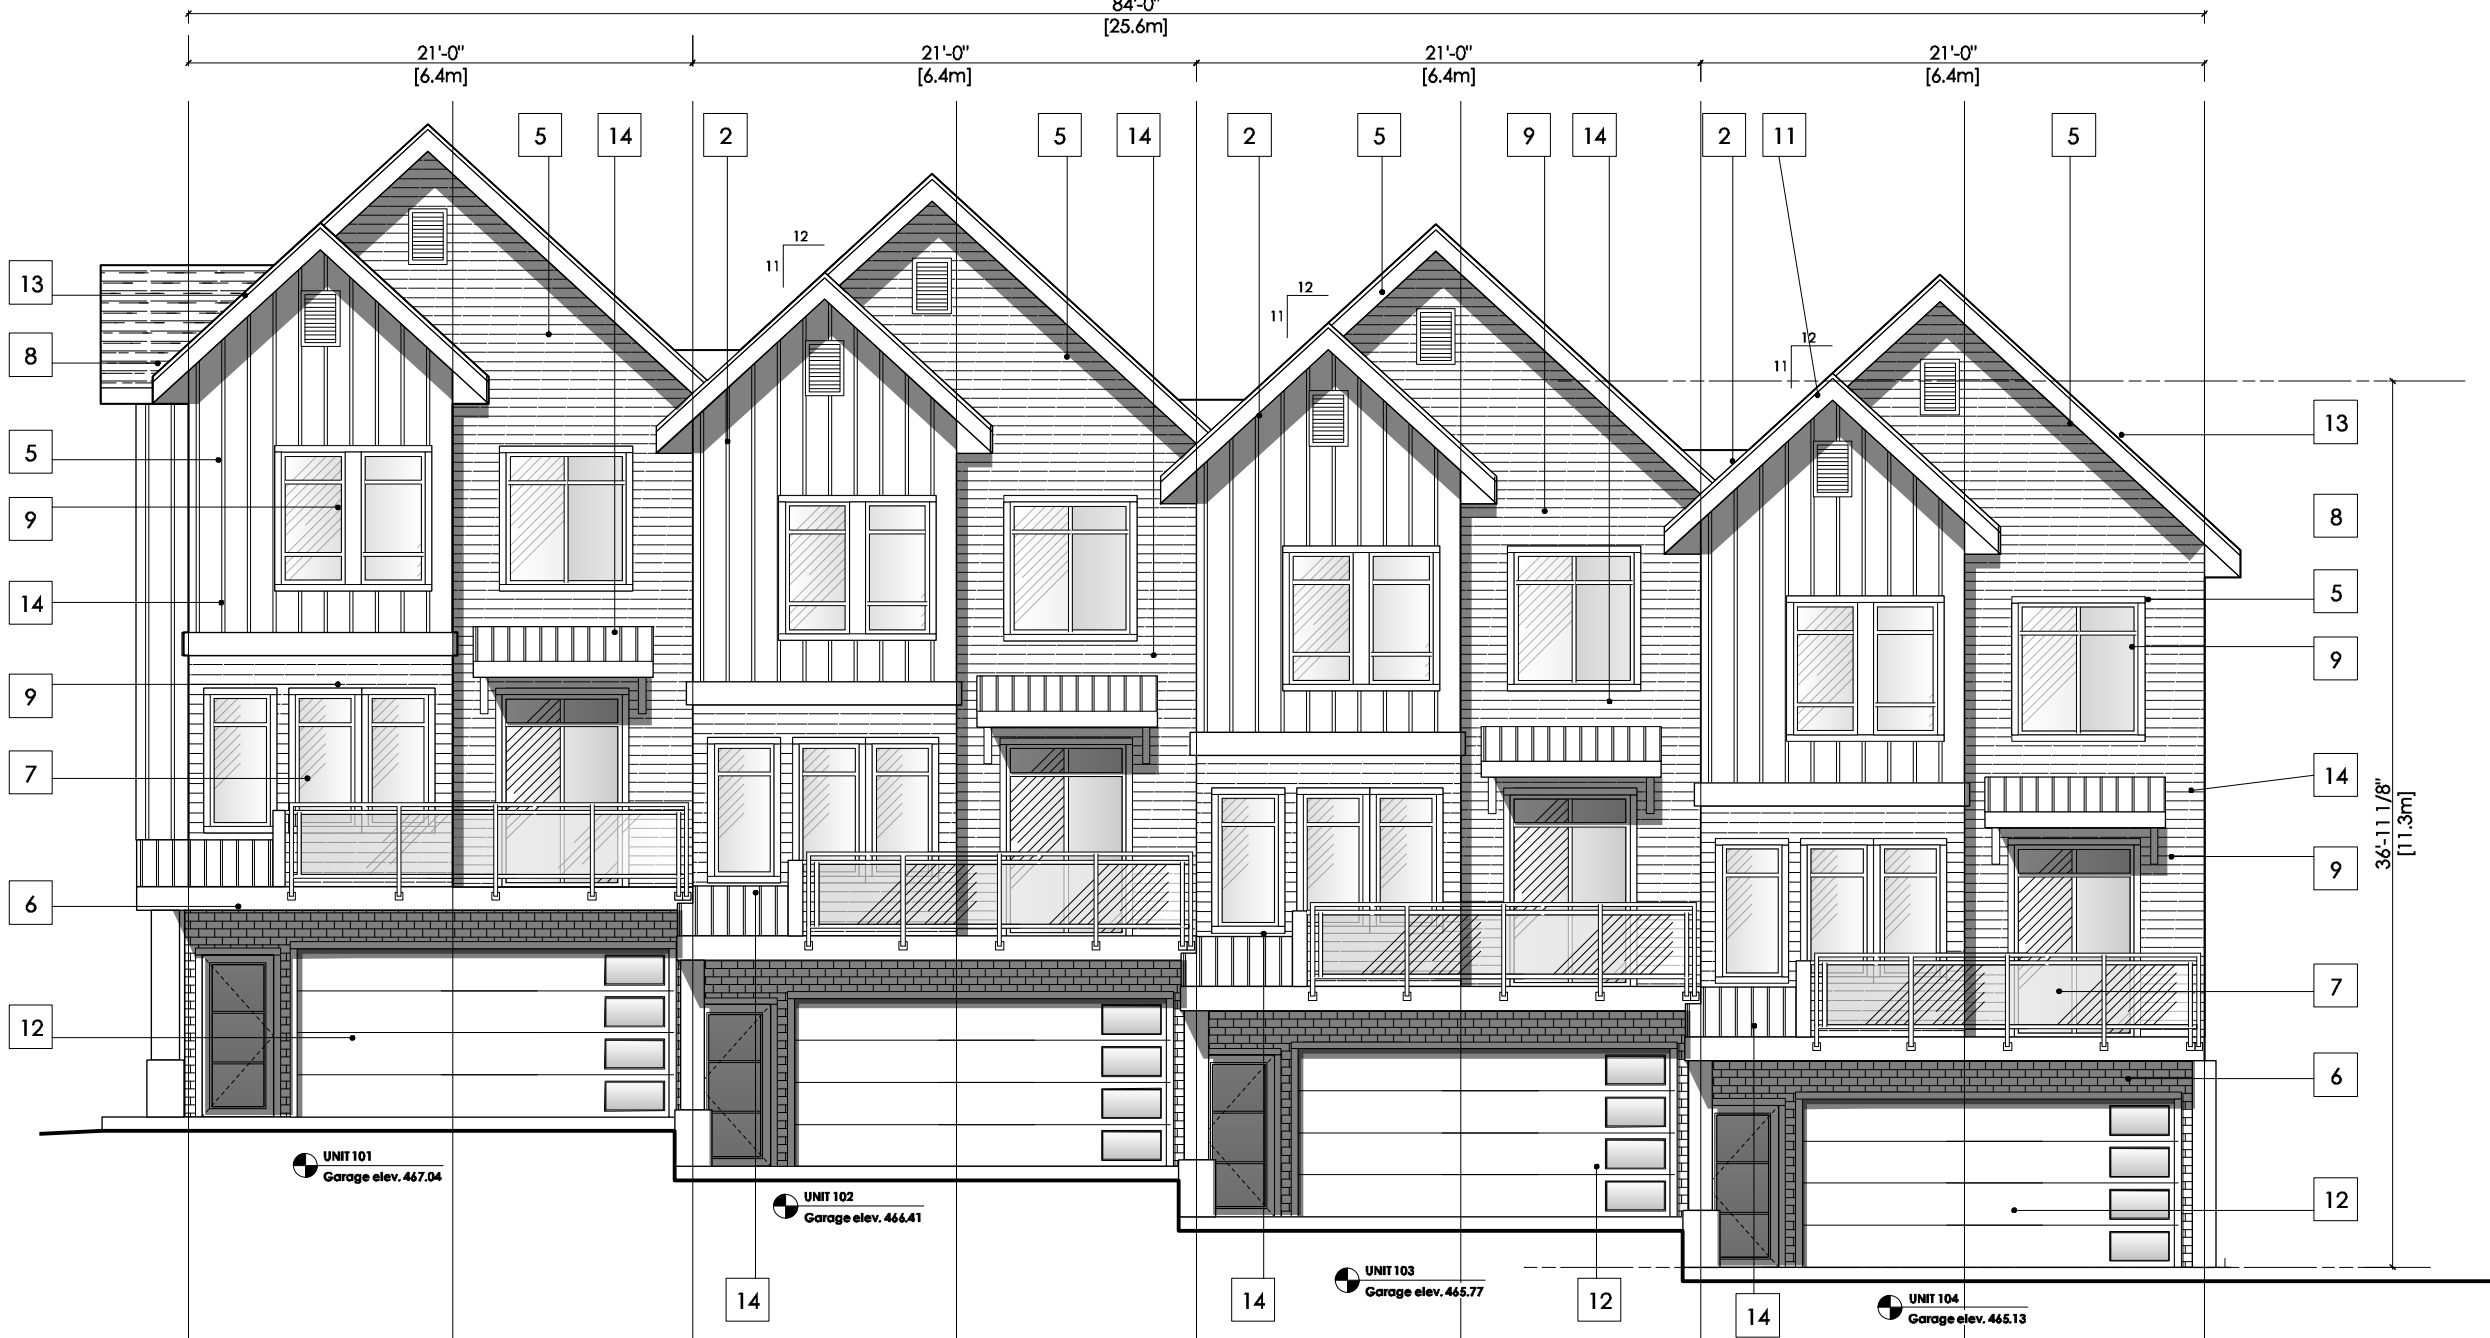 84'-0"
[25.6m]
21'-0" 21'-0" 21'-0" 21'-0"
[6.4m] [6.4m] [6.4m] [6.4m]
5 14 2 5 14 2 5 9 14 2 11 5
12
11
13
12
11
8
12
11
13
5
9
8
14
5
9
9
7
14
36'-11 1/8"
[11.3m]
9
6
7
12
6
12
UNIT 101
Garage elev. 467.04
UNIT 102
Garage elev. 466.41
UNIT 103
Garage elev. 465.77
UNIT 104
Garage elev. 465.13
14 14 12 14